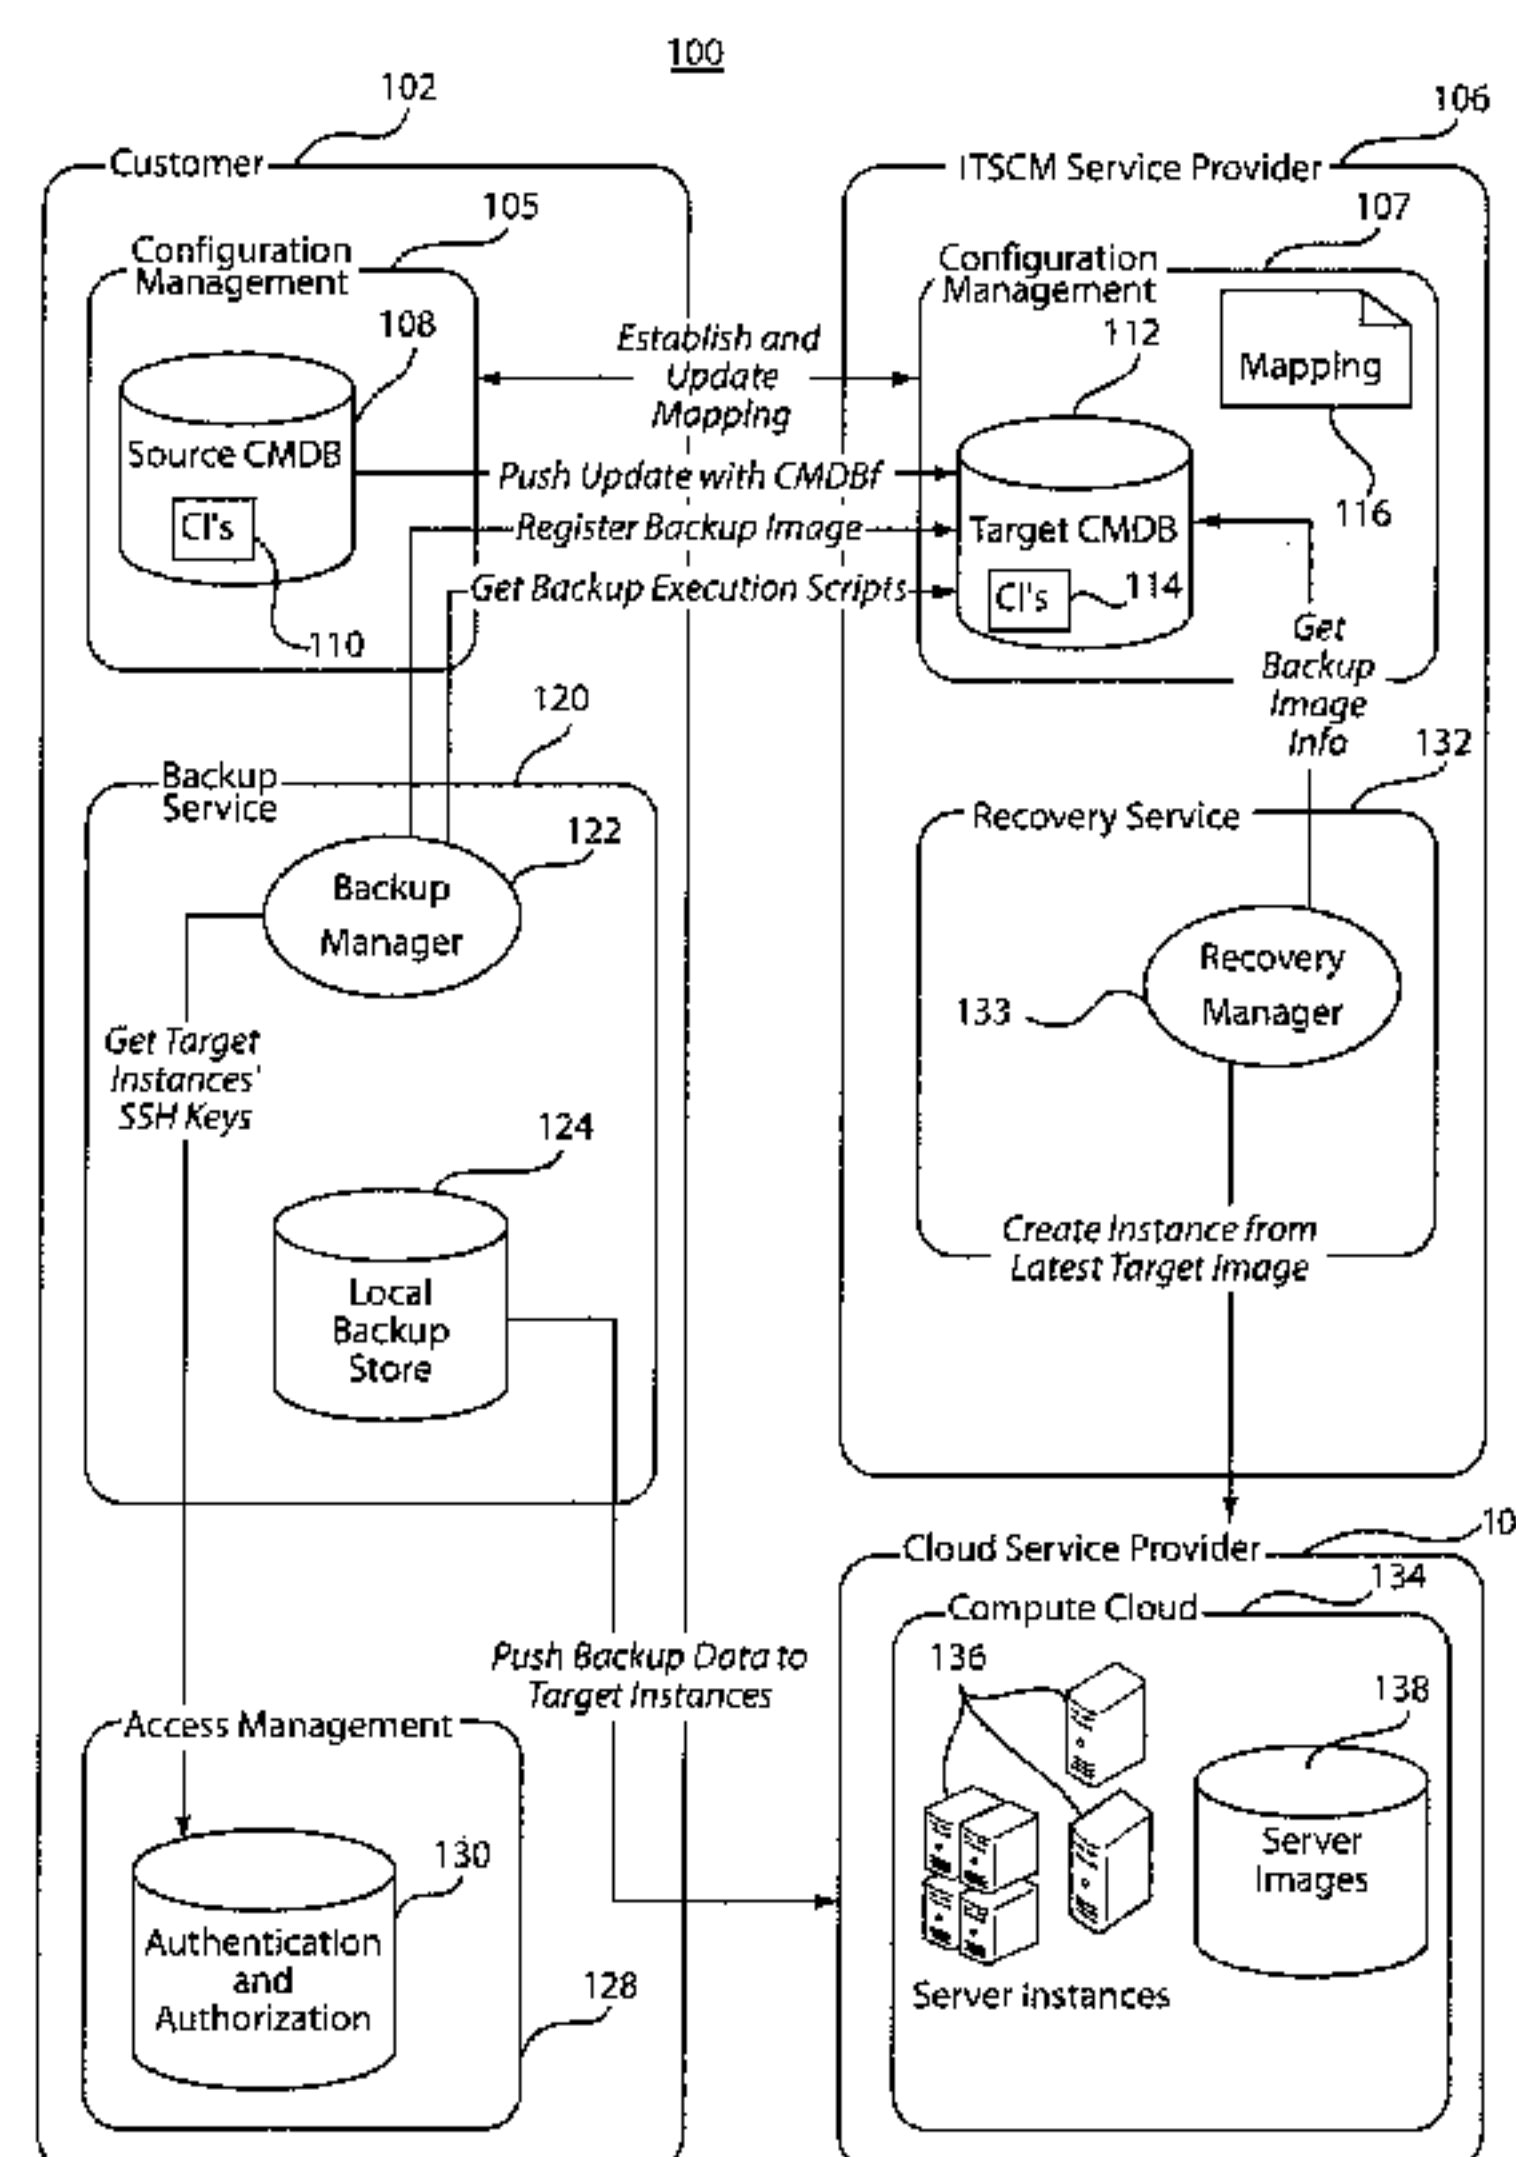 100
102
106
Customer
ITSCM Service Provider
105
107
Configuration
Management
Configuration
Management
108
112
Establish and
Update
Mapping
Mapping
116
Source CMDB
CI's
110
Push Update with CMDBf
Register Backup Image
Get Backup Execution Scripts
Target CMDB
CI's
114
Get
Backup
Image
Info
120
132
Backup
Service
Recovery Service
122
Backup
Manager
Recovery
Manager
133
Get Target
Instances'
SSH Keys
124
Local
Backup
Store
Create Instance from
Latest Target Image
10
Cloud Service Provider
134
Compute Cloud
136
138
Push Backup Data to
Target Instances
Access Management
130
Authentication
and
Authorization
128
Server
Images
Server Instances